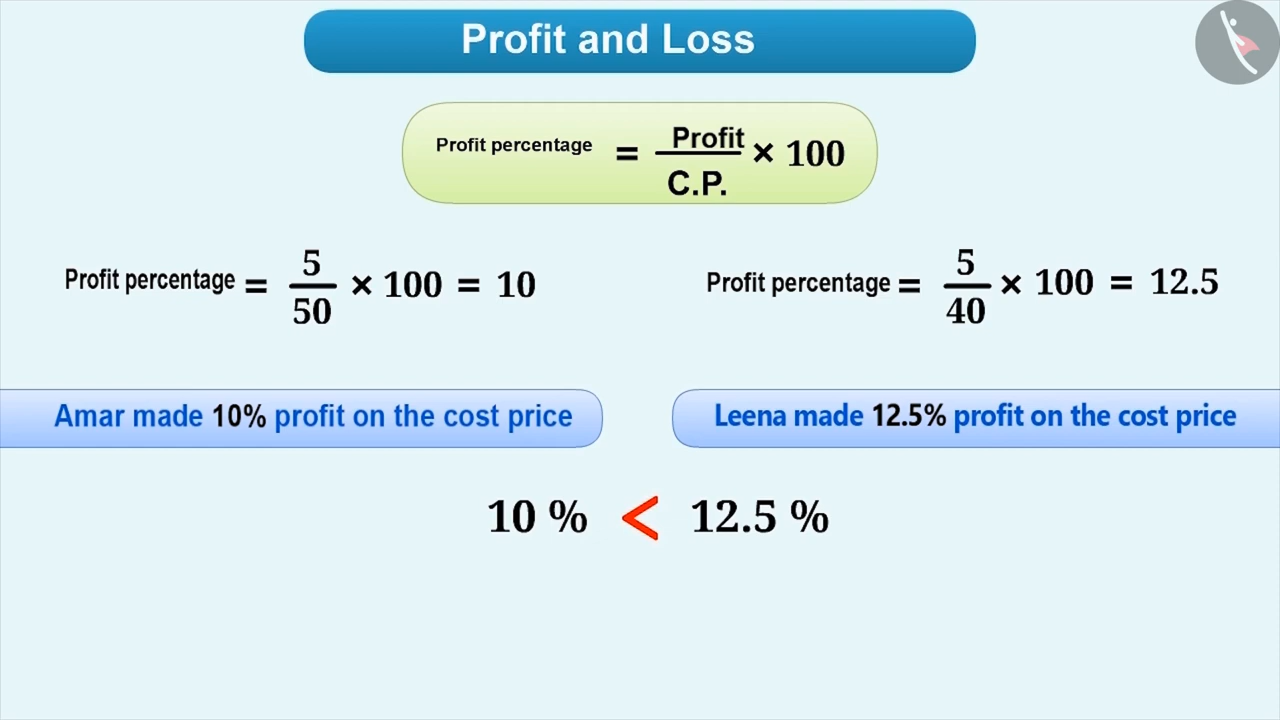 Profit and Loss
Profit percentage = Profit / C.P. × 100
Profit percentage = 5 / 50 × 100 = 10
Profit percentage = 5 / 40 × 100 = 12.5
Amar made 10% profit on the cost price
Leena made 12.5% profit on the cost price
10 % < 12.5 %